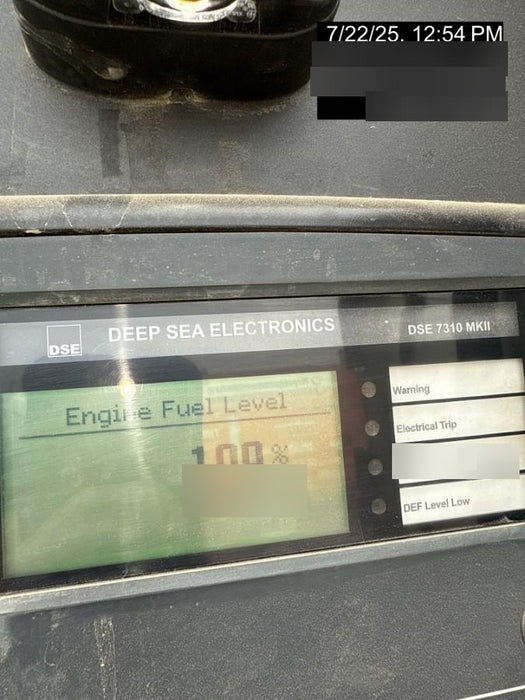 7/22/25, 12:54 PM
DSE
DEEP SEA ELECTRONICS
DSE 7310 MKII
Engine Fuel Level
100%
Warning
Electrical Trip
DEF Level Low